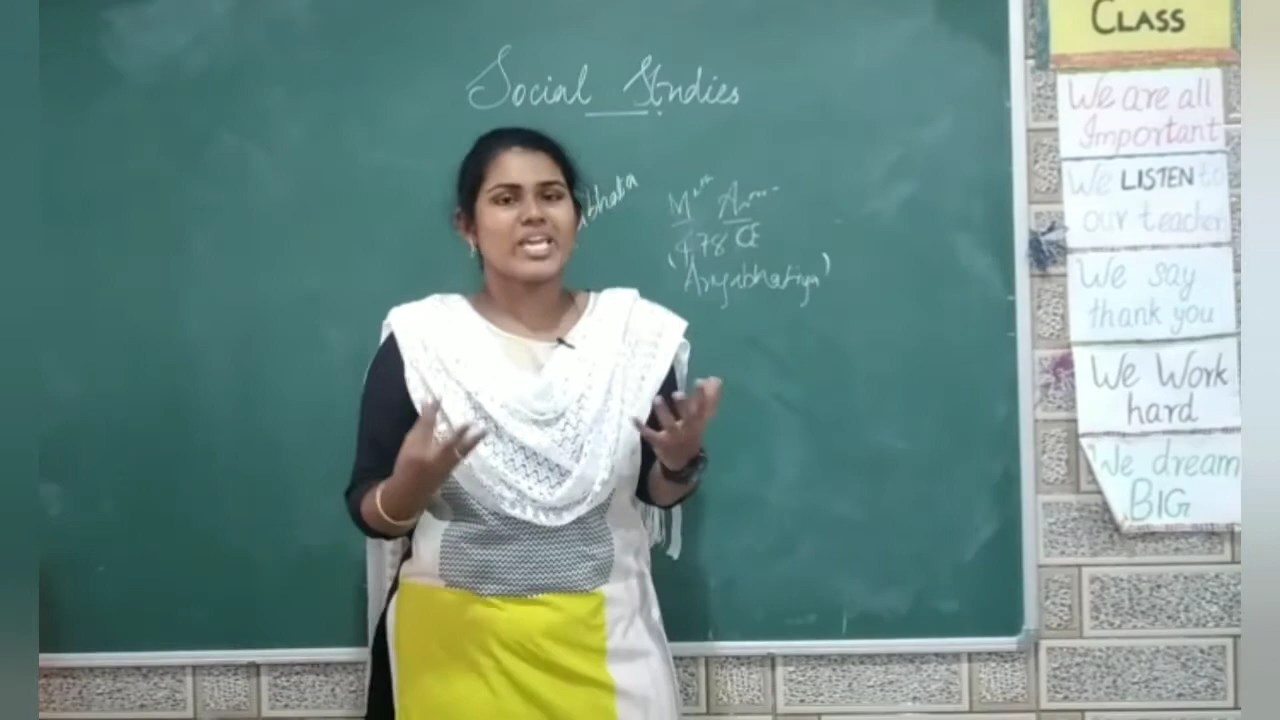 Social Studies
bhata
478 CE
'Aryabhatiya'
CLASS
We are all
Important
We LISTEN to
our teacher
We say
thank you
We Work
hard
We dream
BIG